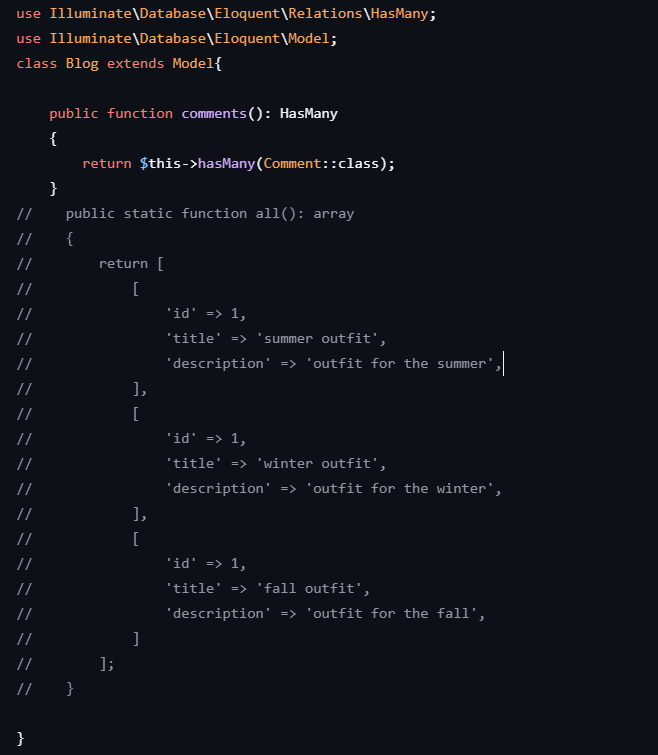 use Illuminate\Database\Eloquent\Relations\HasMany;
use Illuminate\Database\Eloquent\Model;
class Blog extends Model{
    public function comments(): HasMany
    {
        return $this->hasMany(Comment::class);
    }
//    public static function all(): array
//    {
//        return [
//            [
//                'id' => 1,
//                'title' => 'summer outfit',
//                'description' => 'outfit for the summer',
//            ],
//            [
//                'id' => 1,
//                'title' => 'winter outfit',
//                'description' => 'outfit for the winter',
//            ],
//            [
//                'id' => 1,
//                'title' => 'fall outfit',
//                'description' => 'outfit for the fall',
//            ]
//        ];
//    }
}